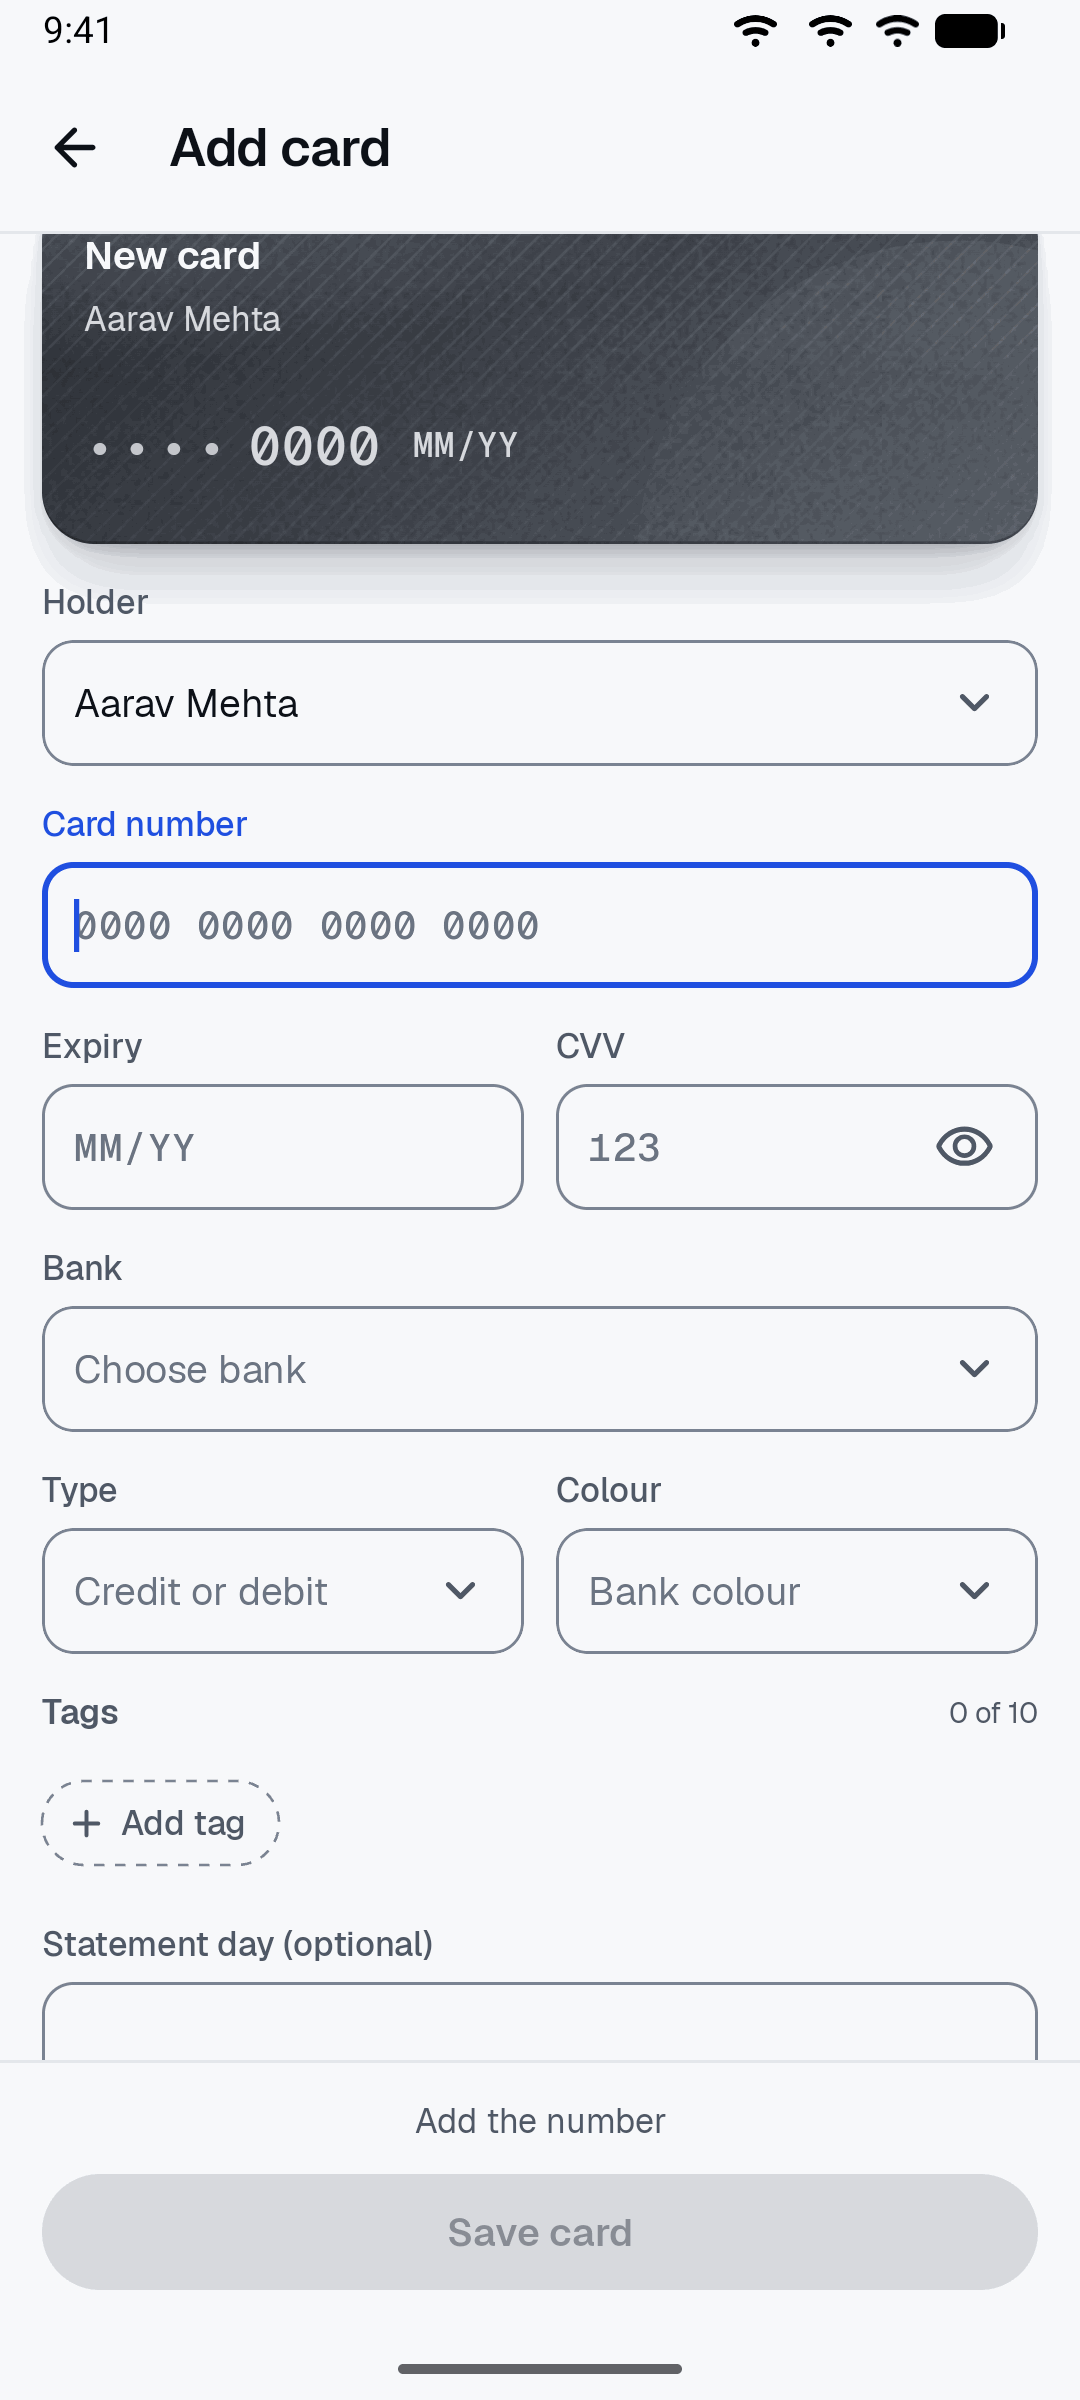 9:41
Add card
New card
Aarav Mehta
•••• 0000 MM/YY
Holder
Aarav Mehta
Card number
0000 0000 0000 0000
Expiry CVV
MM/YY 123
Bank
Choose bank
Type Colour
Credit or debit Bank colour
Tags 0 of 10
+ Add tag
Statement day (optional)
Add the number
Save card